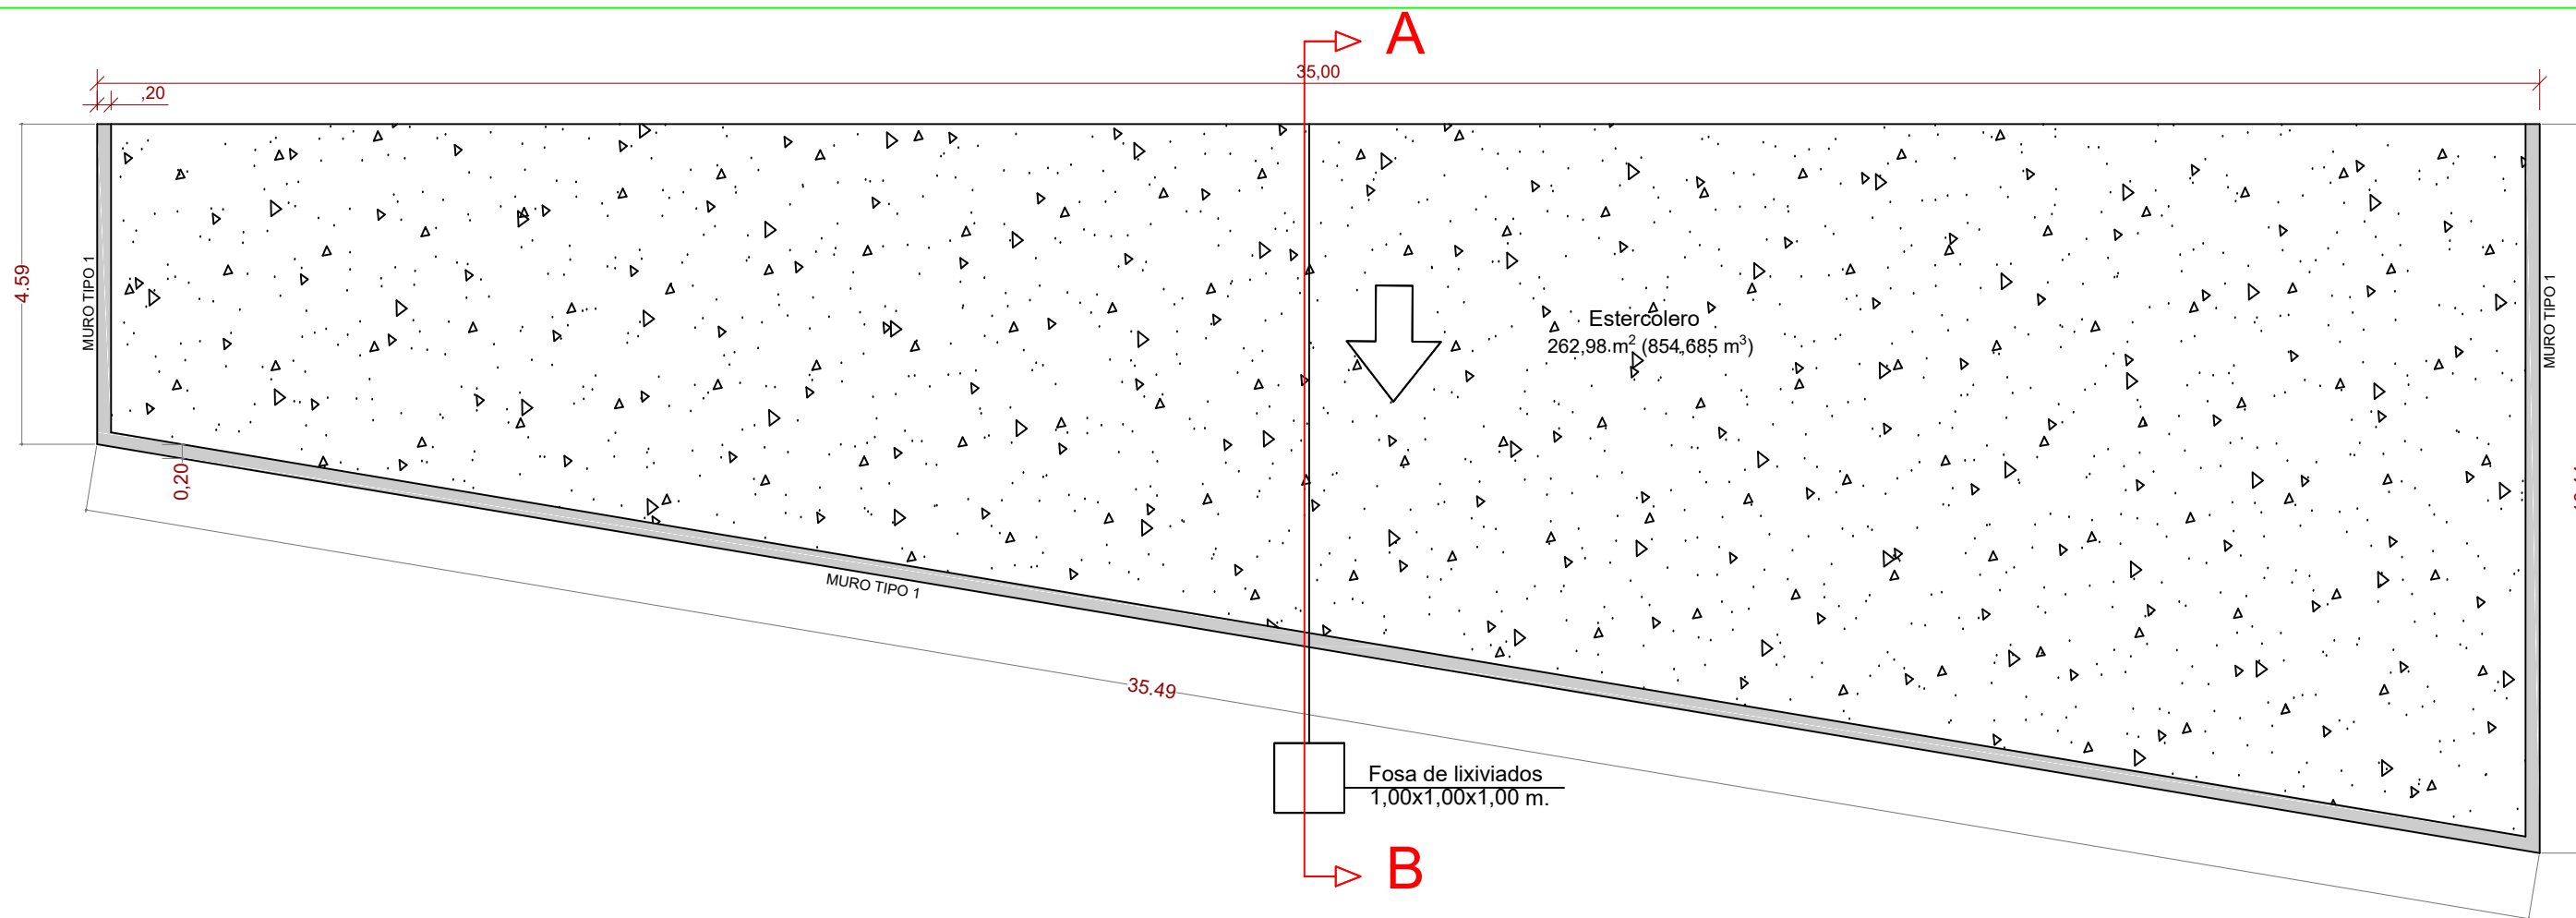 A
35,00
,20
4.59
MURO TIPO 1
MURO TIPO 1
Estercolero
262,98 m² (854,685 m³)
0,20
MURO TIPO 1
35.49
Fosa de lixiviados
1,00x1,00x1,00 m.
B